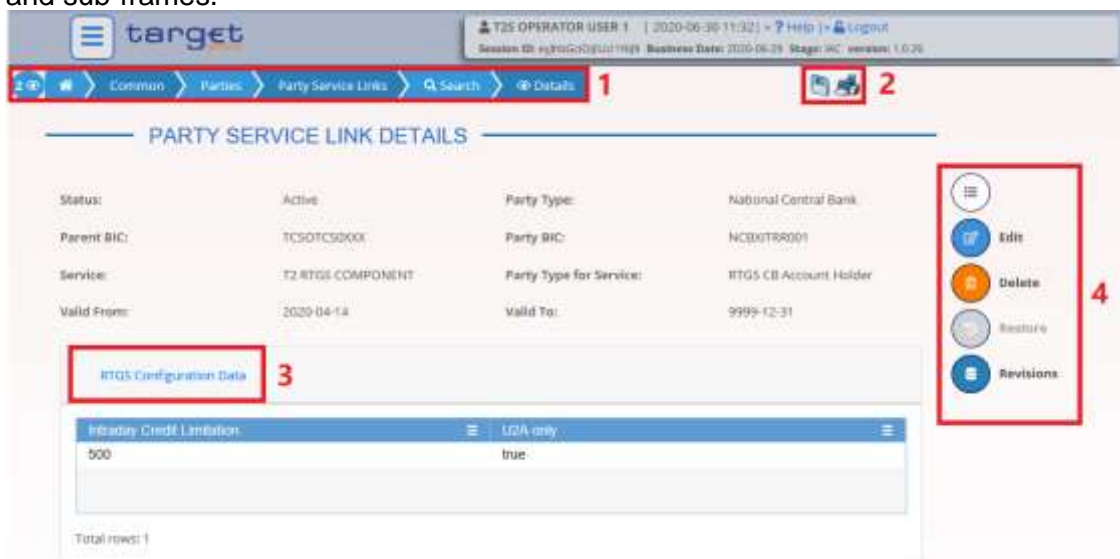 and sub-frames.
target
T2S OPERATOR USER 1 | 2020-06-30 11:32 | ? Help | Logout
Session ID: Business Date: 2020-06-29 Stage: IAC version: 1.0.26
2 Common Parties Party Service Links Search Details 1 2
PARTY SERVICE LINK DETAILS
Status: Active Party Type: National Central Bank
Parent BIC: Party BIC:
Edit
Service: T2 RTGS COMPONENT Party Type for Service: RTGS CB Account Holder
Delete
4
Valid From: 2020-04-14 Valid To: 9999-12-31
Restore
RTGS Configuration Data 3
Revisions
Intraday Credit Limitation U2A only
500 true
Total rows: 1